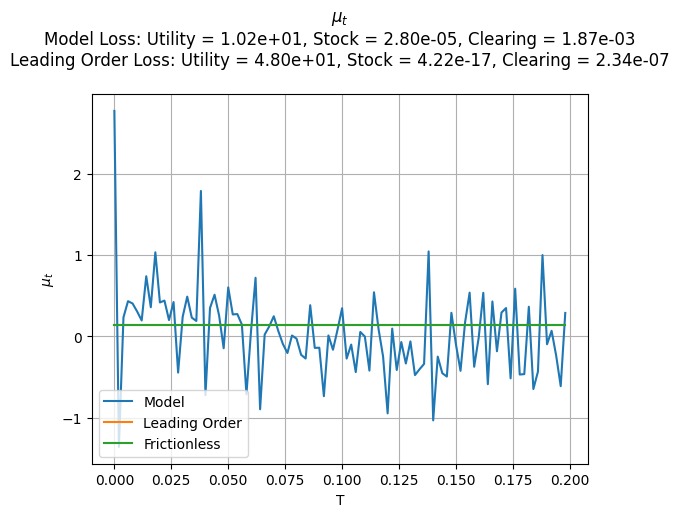 μt
Model Loss: Utility = 1.02e+01, Stock = 2.80e-05, Clearing = 1.87e-03
Leading Order Loss: Utility = 4.80e+01, Stock = 4.22e-17, Clearing = 2.34e-07
2
1
0
−1
μt
Model
Leading Order
Frictionless
0.000 0.025 0.050 0.075 0.100 0.125 0.150 0.175 0.200
T